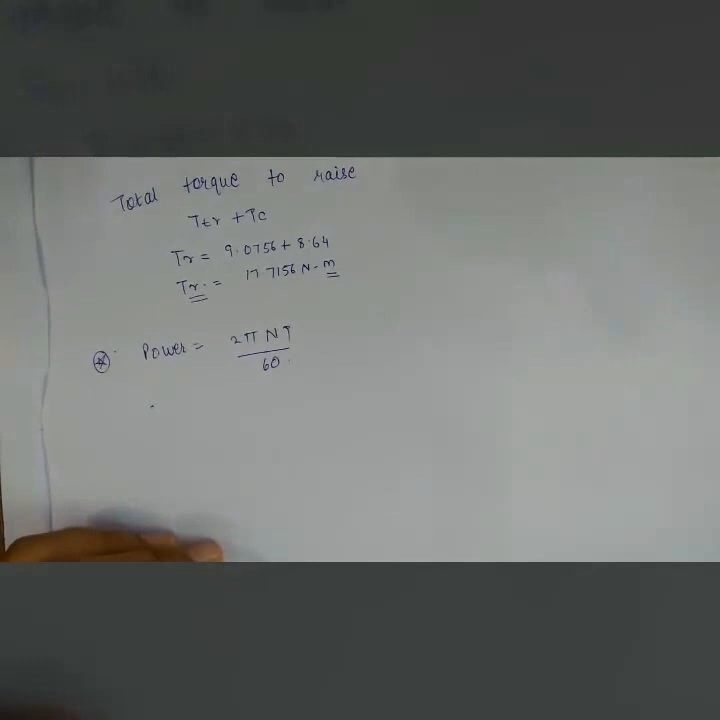 Total torque to raise
Ttr + Tc
Tr = 9.0756 + 8.64
Tr. = 17.7156 N-m
Power = 2π N T
60